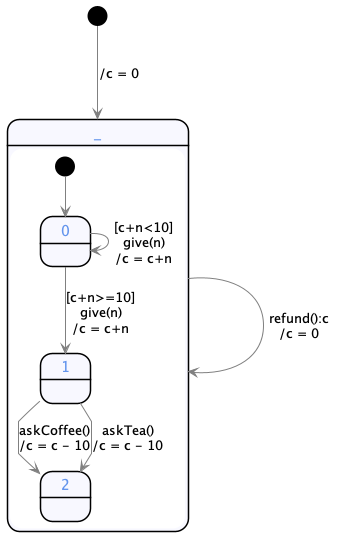 /c = 0
_
0
[c+n<10]
give(n)
/c = c+n
[c+n>=10]
give(n)
/c = c+n
refund():c
/c = 0
1
askCoffee()
/c = c - 10
askTea()
/c = c - 10
2